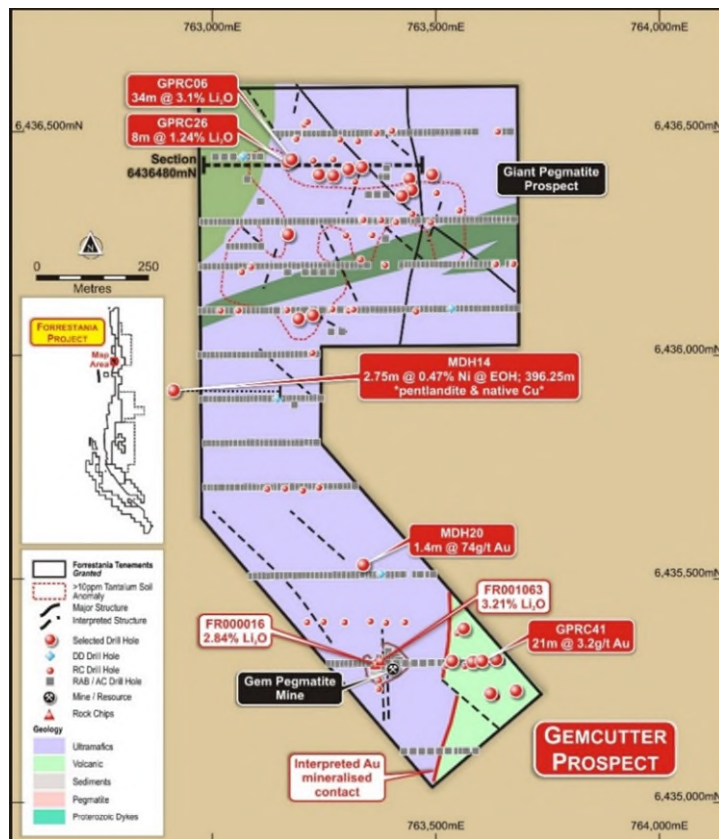 763,000mE
763,500mE
764,000mE
GPRC06
34m @ 3.1% Li₂O
6,436,500mN
6,436,500mN
GPRC26
8m @ 1.24% Li₂O
Section
6436480mN
Giant Pegmatite
Prospect
0
250
Metres
FORRESTANIA
PROJECT
Map
Area
6,436,000mN
MDH14
2.75m @ 0.47% Ni @ EOH; 396.25m
*pentlandite & native Cu*
MDH20
1.4m @ 74g/t Au
6,435,500mN
FR001063
3.21% Li₂O
FR000016
2.84% Li₂O
GPRC41
21m @ 3.2g/t Au
Gem Pegmatite
Mine
GEMCUTTER
PROSPECT
Interpreted Au
mineralised
contact
Forrestania Tenements
Granted
>10ppm Tantalum Soil
Anomaly
Major Structure
Interpreted Structure
Selected Drill Hole
DD Drill Hole
RC Drill Hole
RAB / AC Drill Hole
Mine / Resource
Rock Chips
Geology
Ultramafics
Volcanic
Sediments
Pegmatite
Proterozoic Dykes
6,435,000mN
763,500mE
764,000mE